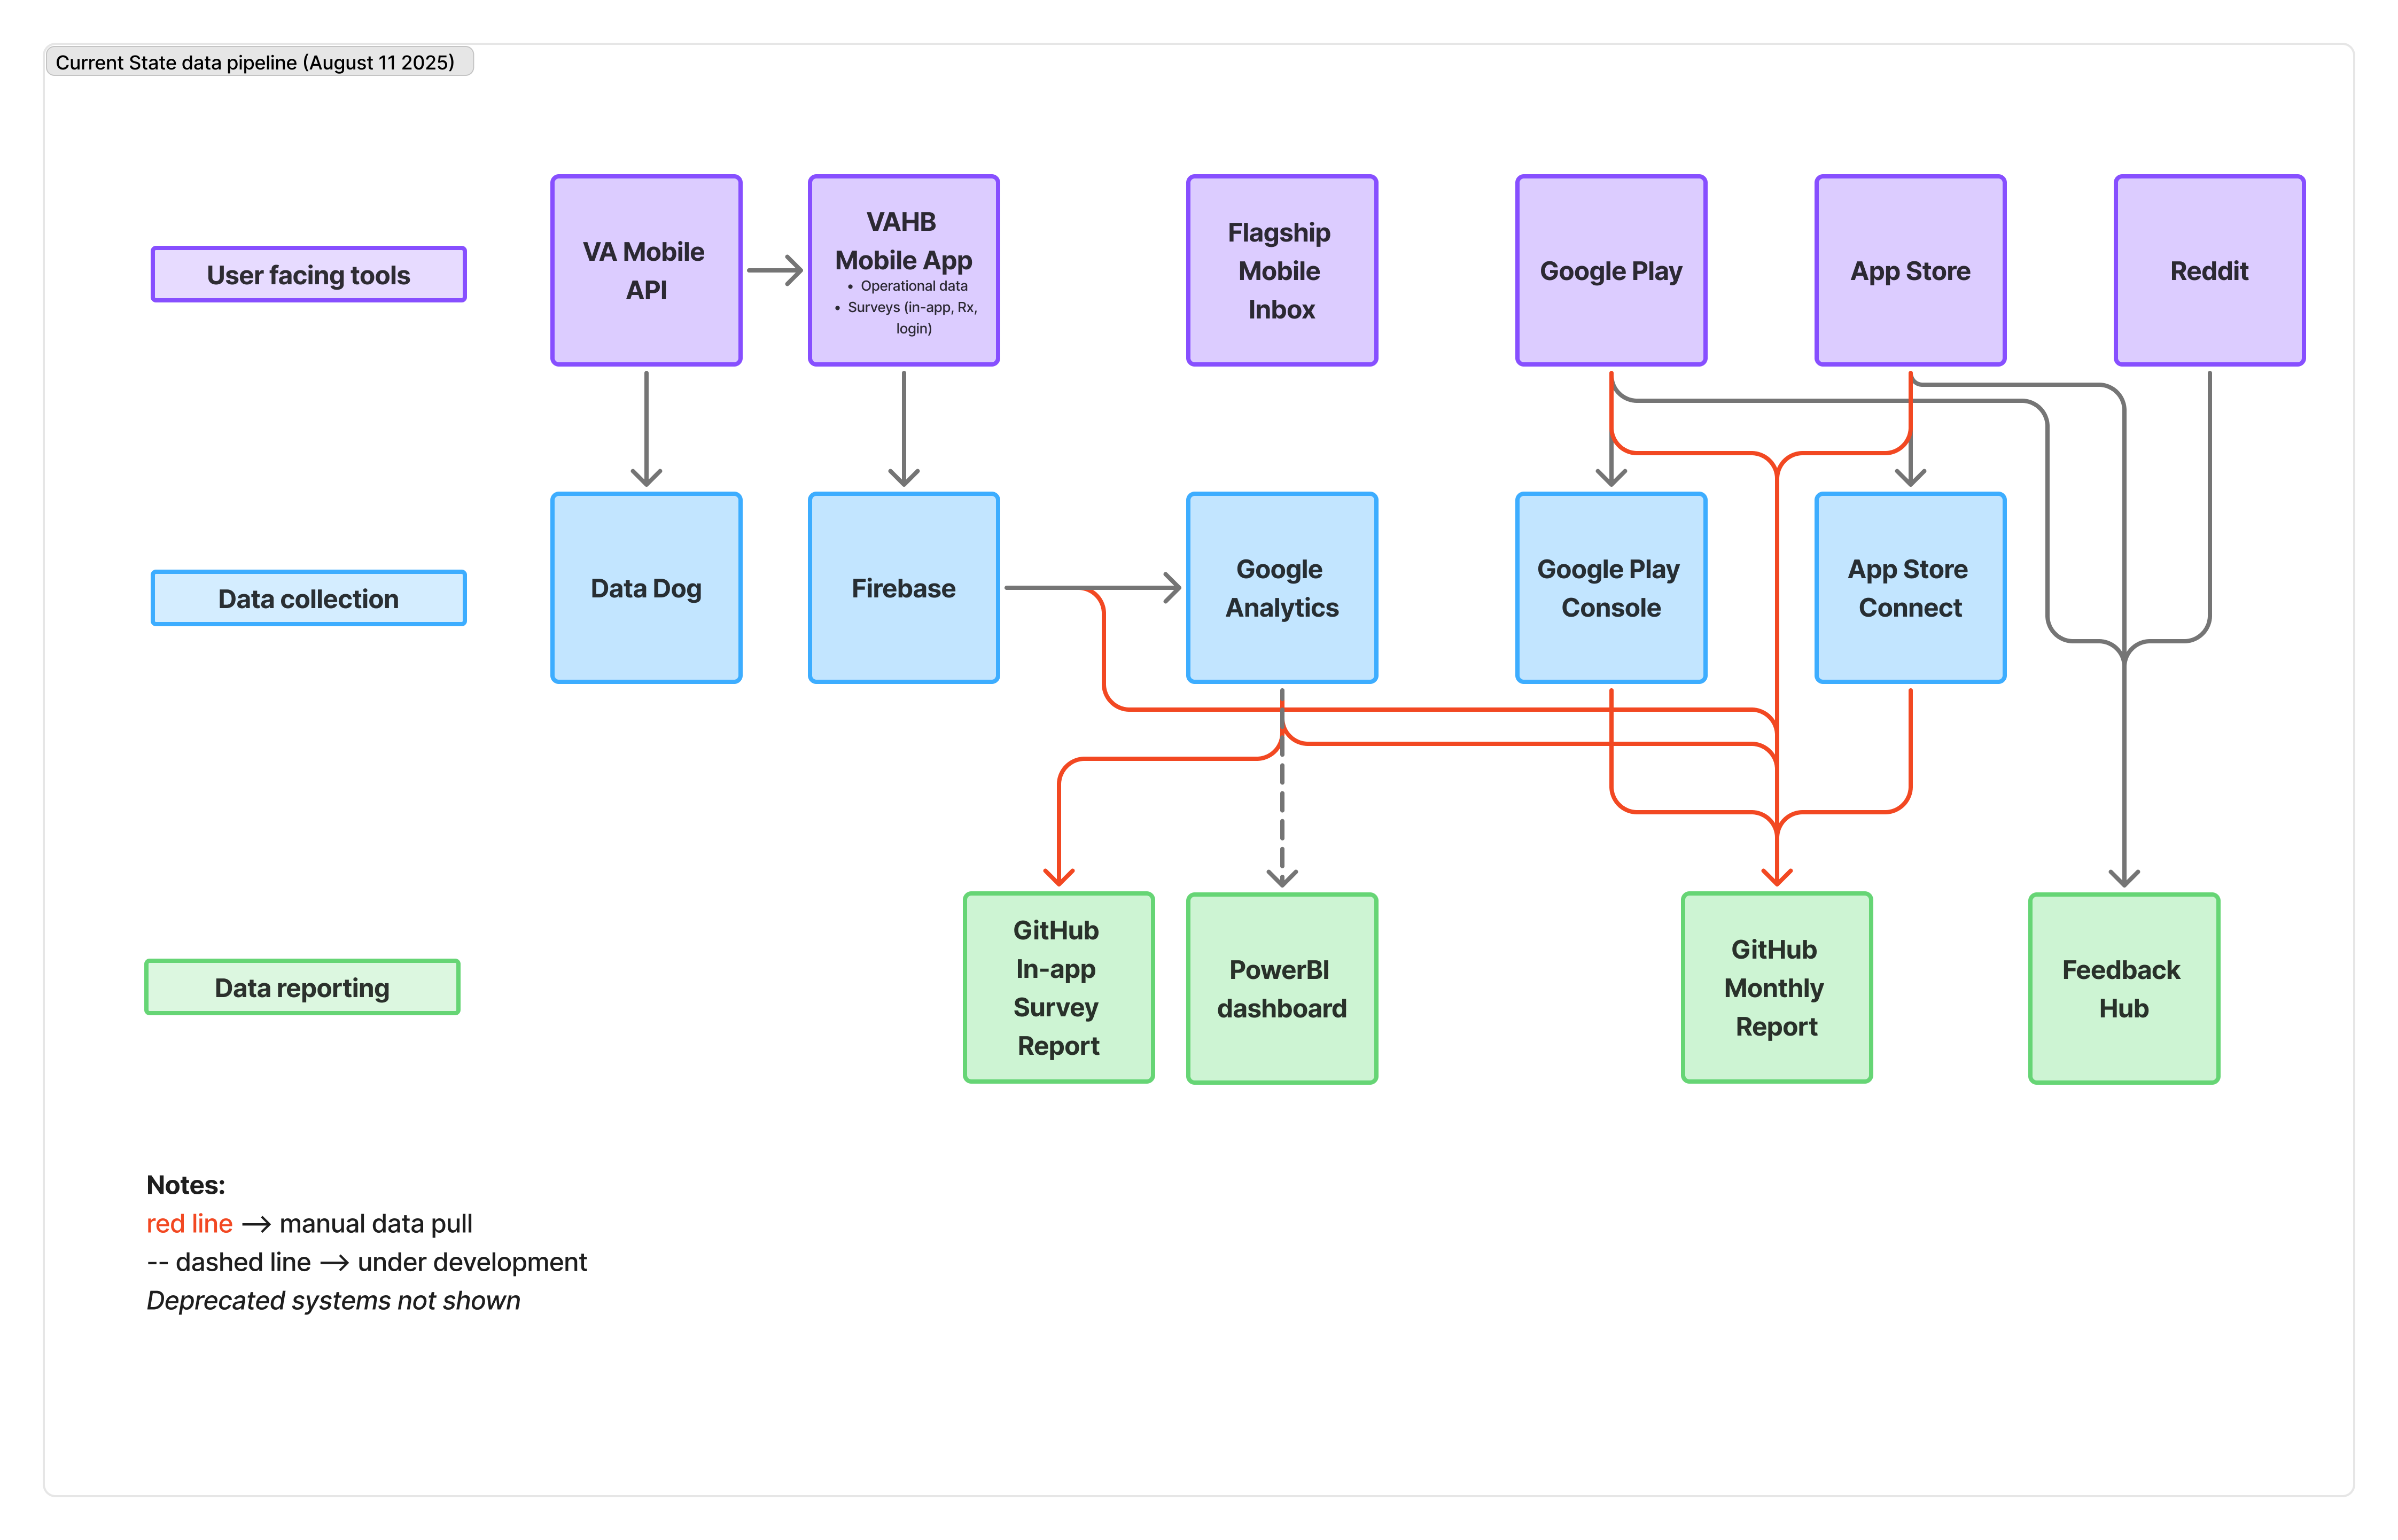 Current State data pipeline (August 11 2025)
User facing tools
VA Mobile
API
VAHB
Mobile App
• Operational data
• Surveys (in-app, Rx,
login)
Flagship
Mobile
Inbox
Google Play
App Store
Reddit
Data collection
Data Dog
Firebase
Google
Analytics
Google Play
Console
App Store
Connect
Data reporting
GitHub
In-app
Survey
Report
PowerBI
dashboard
GitHub
Monthly
Report
Feedback
Hub
Notes:
red line → manual data pull
-- dashed line → under development
Deprecated systems not shown